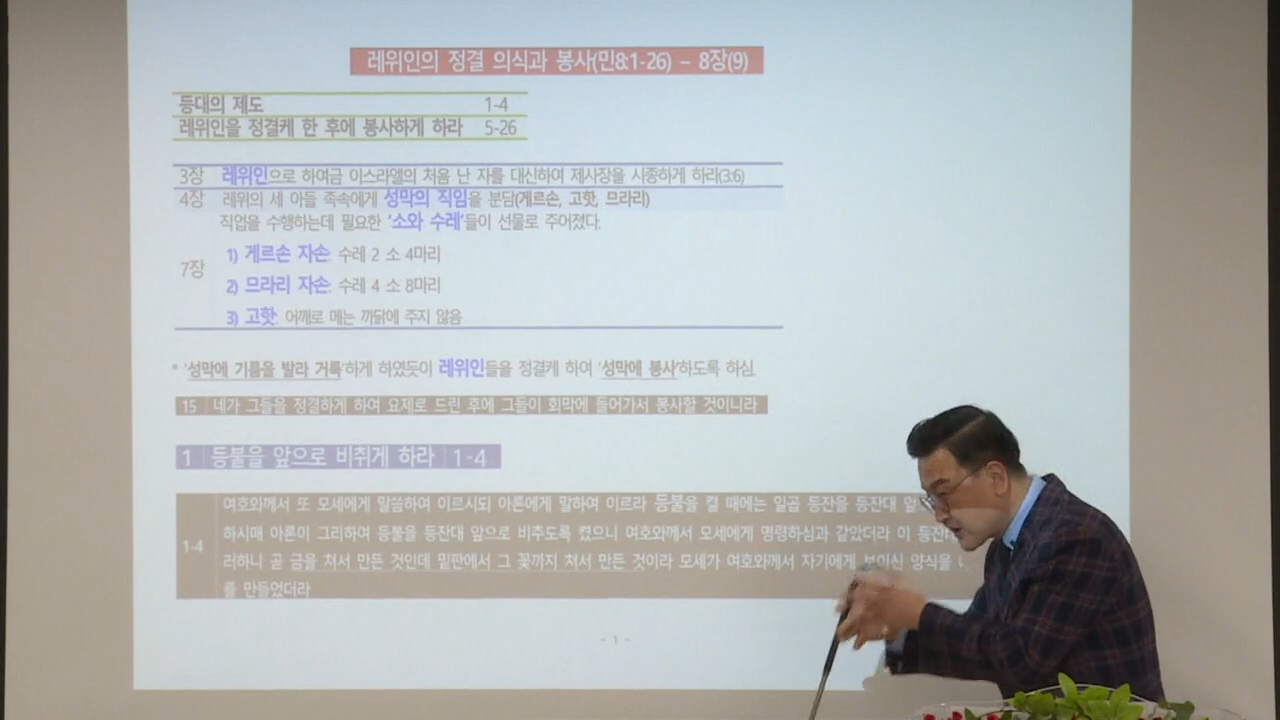 레위인의 정결 의식과 봉사(민8:1-26) – 8장(9)
등대의 제도 1-4
레위인을 정결케 한 후에 봉사하게 하라 5-26
3장 레위인으로 하여금 이스라엘의 처음 난 자를 대신하여 제사장을 시종하게 하라(3:6)
4장 레위의 세 아들 족속에게 성막의 직임을 분담(게르손, 고핫, 므라리)
직업을 수행하는데 필요한 '소와 수레'들이 선물로 주어졌다.
7장
1) 게르손 자손: 수레 2 소 4마리
2) 므라리 자손: 수레 4 소 8마리
3) 고핫: 어깨로 메는 까닭에 주지 않음
* '성막에 기름을 발라 거룩'하게 하였듯이 레위인들을 정결케 하여 '성막에 봉사'하도록 하심.
15 네가 그들을 정결하게 하여 요제로 드린 후에 그들이 회막에 들어가서 봉사할 것이니라
1 등불을 앞으로 비취게 하라 1-4
여호와께서 또 모세에게 말씀하여 이르시되 아론에게 말하여 이르라 등불을 켤 때에는 일곱 등잔을 등잔대
하시매 아론이 그리하여 등불을 등잔대 앞으로 비추도록 켰으니 여호와께서 모세에게 명령하심과 같았더라 이
1-4
러하니 곧 금을 쳐서 만든 것인데 밑판에서 그 꽃까지 쳐서 만든 것이라 모세가 여호와께서 자기에게 보이신 양식을
를 만들었더라
- 1 -